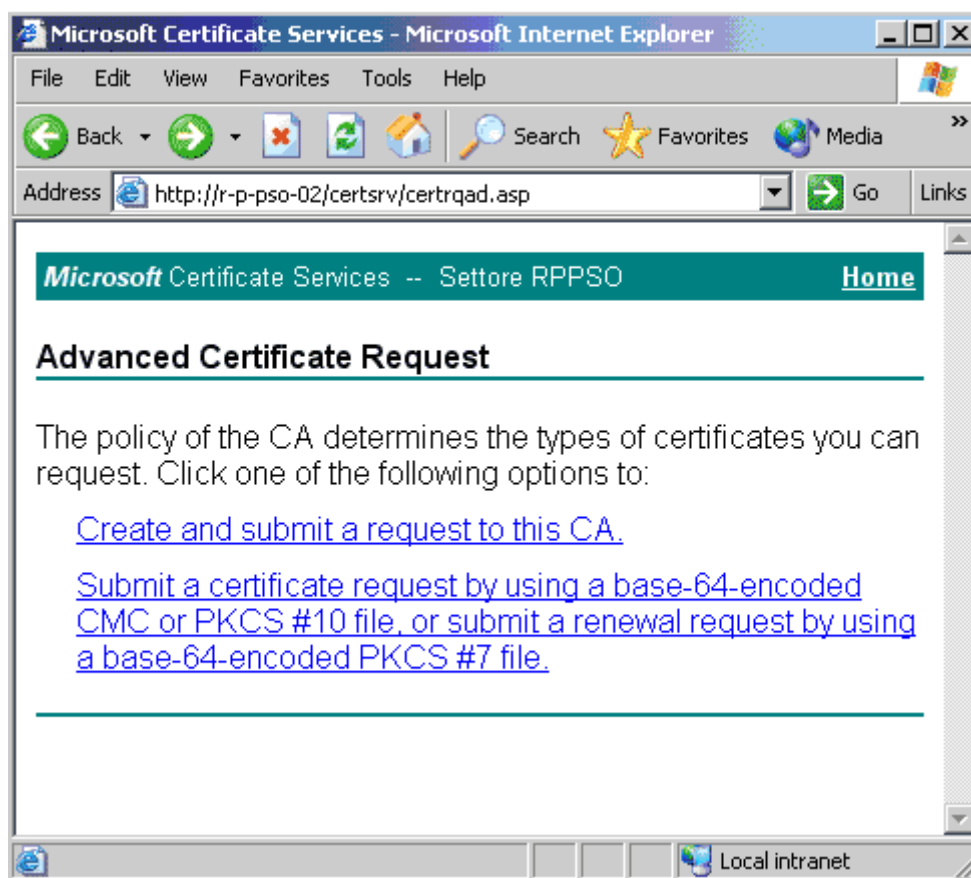 Microsoft Certificate Services - Microsoft Internet Explorer
File Edit View Favorites Tools Help
Back Search Favorites Media »
Address http://r-p-pso-02/certsrv/certrqad.asp Go Links
Microsoft Certificate Services -- Settore RPPSO Home
Advanced Certificate Request
The policy of the CA determines the types of certificates you can
request. Click one of the following options to:
Create and submit a request to this CA.
Submit a certificate request by using a base-64-encoded
CMC or PKCS #10 file, or submit a renewal request by using
a base-64-encoded PKCS #7 file.
Local intranet